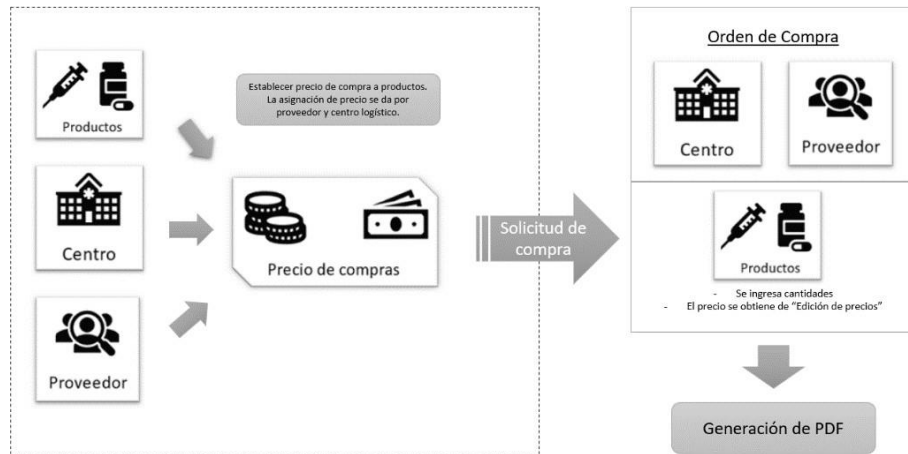 Productos
Centro
Proveedor
Establecer precio de compra a productos.
La asignación de precio se da por
proveedor y centro logístico.
Precio de compras
Solicitud de
compra
Orden de Compra
Centro
Proveedor
Productos
- Se ingresa cantidades
- El precio se obtiene de “Edición de precios”
Generación de PDF